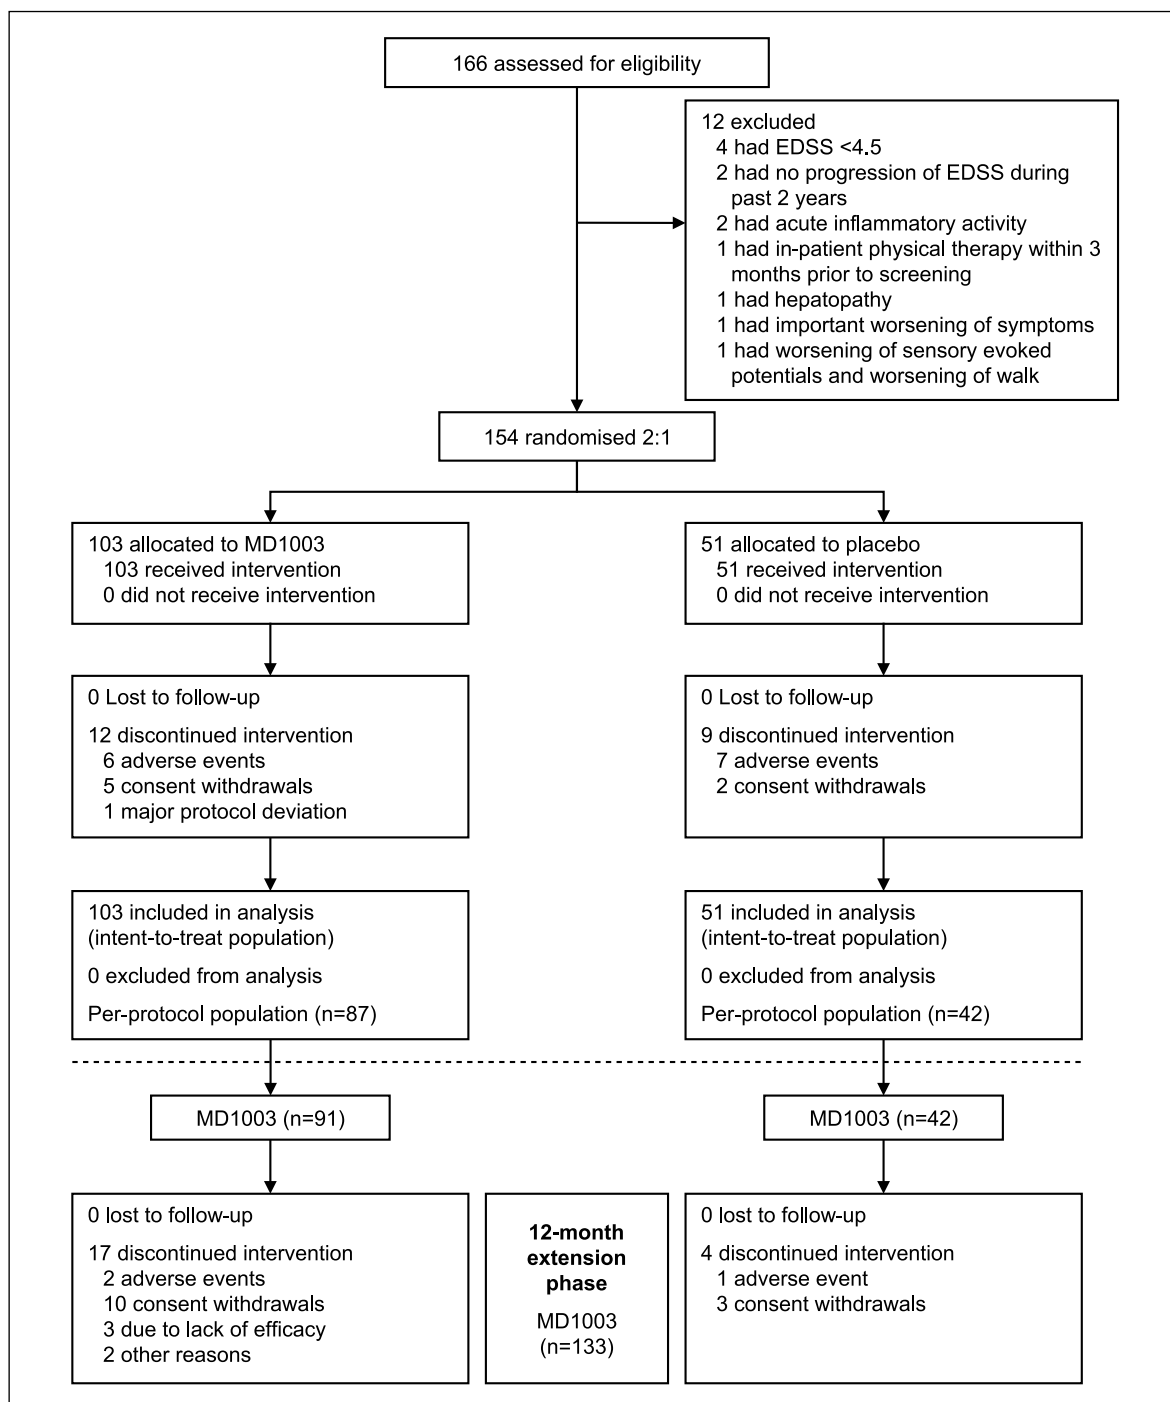 166 assessed for eligibility
12 excluded
4 had EDSS <4.5
2 had no progression of EDSS during
past 2 years
2 had acute inflammatory activity
1 had in-patient physical therapy within 3
months prior to screening
1 had hepatopathy
1 had important worsening of symptoms
1 had worsening of sensory evoked
potentials and worsening of walk
154 randomised 2:1
103 allocated to MD1003
103 received intervention
0 did not receive intervention
51 allocated to placebo
51 received intervention
0 did not receive intervention
0 Lost to follow-up
12 discontinued intervention
6 adverse events
5 consent withdrawals
1 major protocol deviation
0 Lost to follow-up
9 discontinued intervention
7 adverse events
2 consent withdrawals
103 included in analysis
(intent-to-treat population)
0 excluded from analysis
Per-protocol population (n=87)
51 included in analysis
(intent-to-treat population)
0 excluded from analysis
Per-protocol population (n=42)
MD1003 (n=91)
MD1003 (n=42)
0 lost to follow-up
17 discontinued intervention
2 adverse events
10 consent withdrawals
3 due to lack of efficacy
2 other reasons
12-month
extension
phase
MD1003
(n=133)
0 lost to follow-up
4 discontinued intervention
1 adverse event
3 consent withdrawals